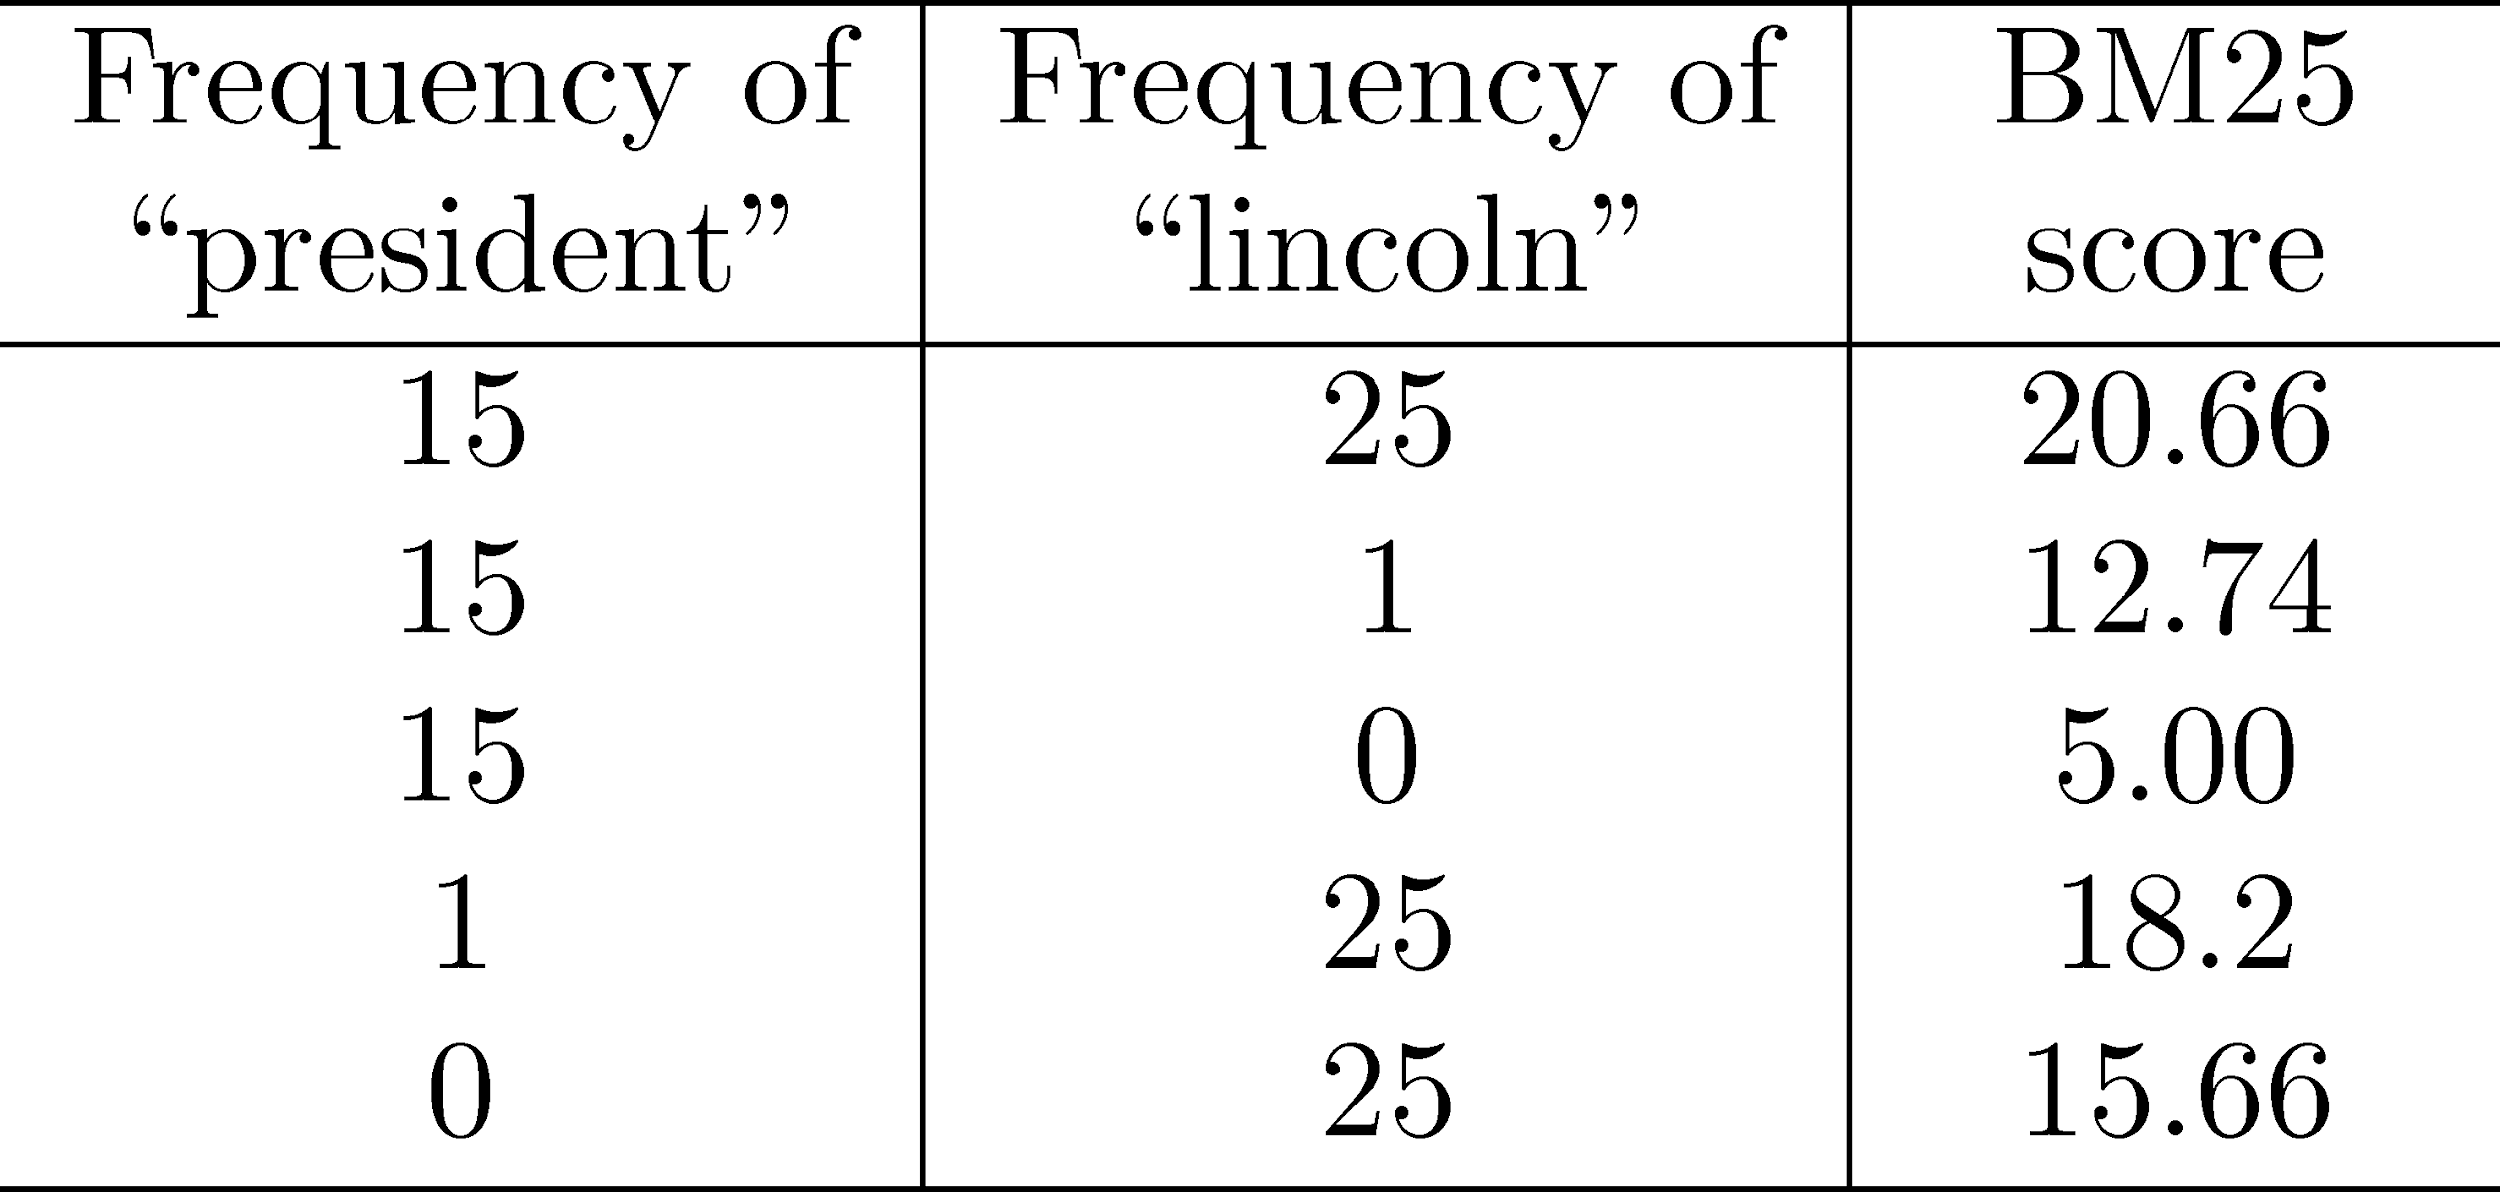 Frequency of Frequency of BM25
“president” “lincoln” score
15 25 20.66
15 1 12.74
15 0 5.00
1 25 18.2
0 25 15.66